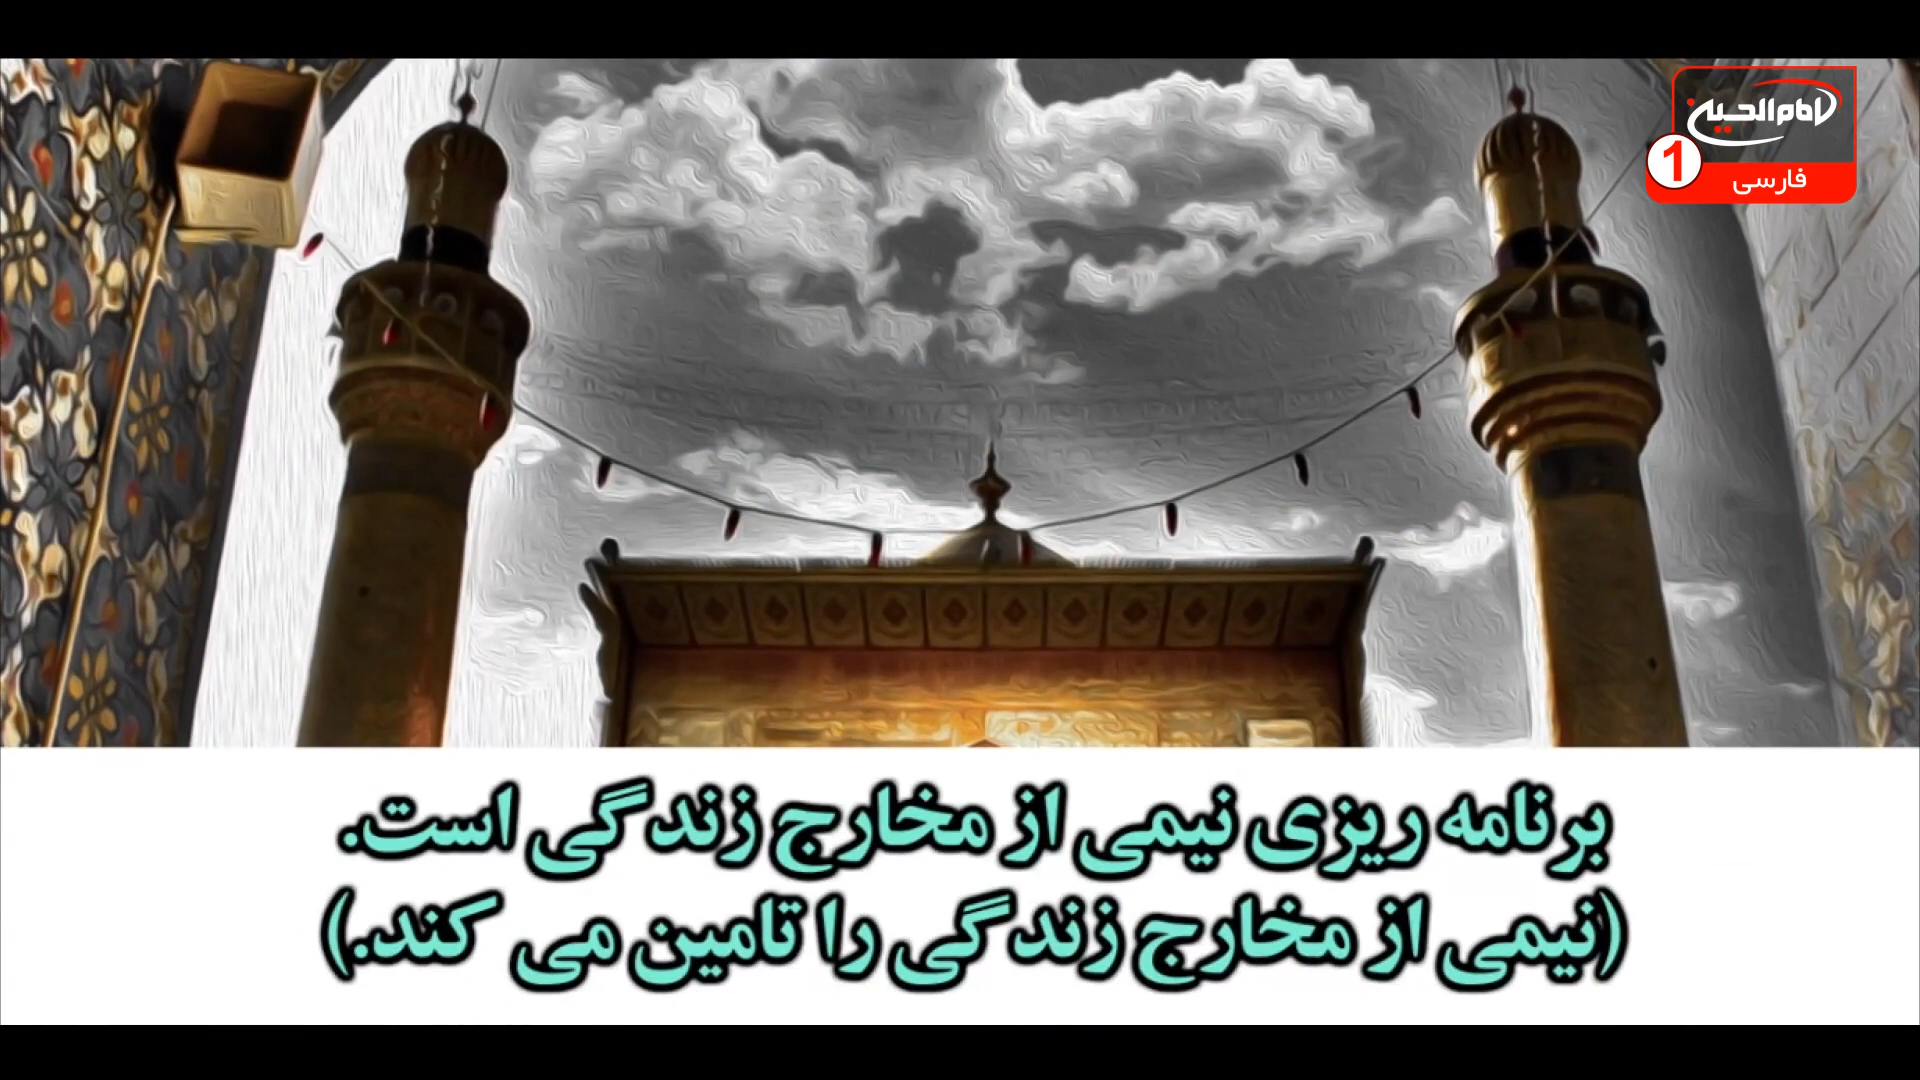 امام الحسین
1
فارسی
برنامه ریزی نیمی از مخارج زندگی است.
(نیمی از مخارج زندگی را تامین می کند.)